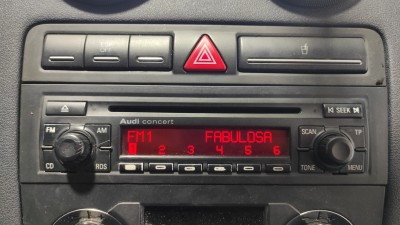 SEEK
Audi concert
FM AM
FM1 FABULOSA
SCAN TP
1 2 3 4 5 6
CD RDS
TONE MENU